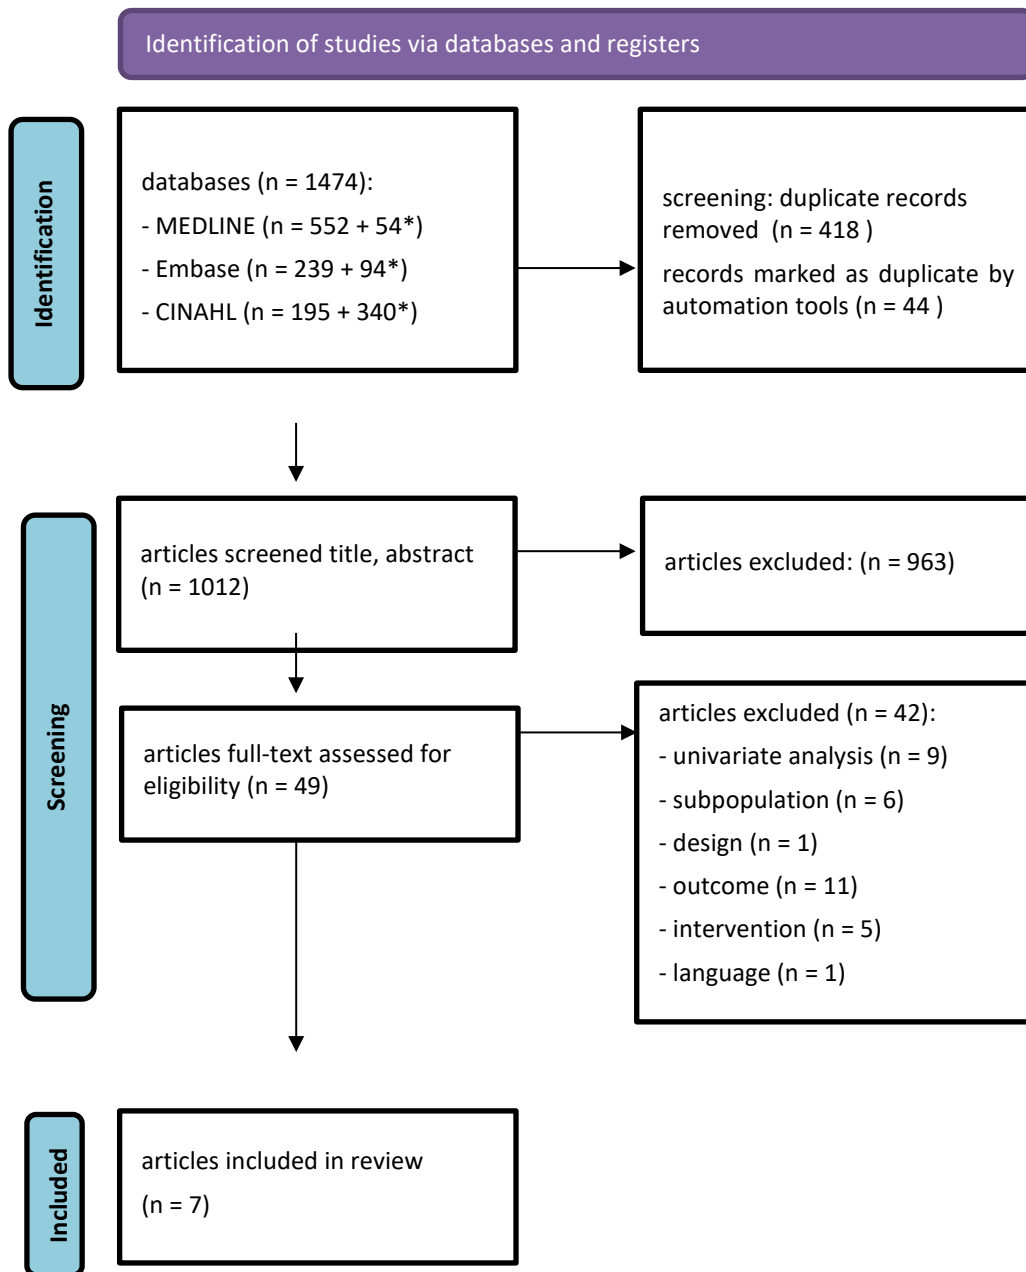 Identification of studies via databases and registers
Identification
databases (n = 1474):
- MEDLINE (n = 552 + 54*)
- Embase (n = 239 + 94*)
- CINAHL (n = 195 + 340*)
screening: duplicate records
removed (n = 418 )
records marked as duplicate by
automation tools (n = 44 )
Screening
articles screened title, abstract
(n = 1012)
articles excluded: (n = 963)
articles full-text assessed for
eligibility (n = 49)
articles excluded (n = 42):
- univariate analysis (n = 9)
- subpopulation (n = 6)
- design (n = 1)
- outcome (n = 11)
- intervention (n = 5)
- language (n = 1)
Included
articles included in review
(n = 7)